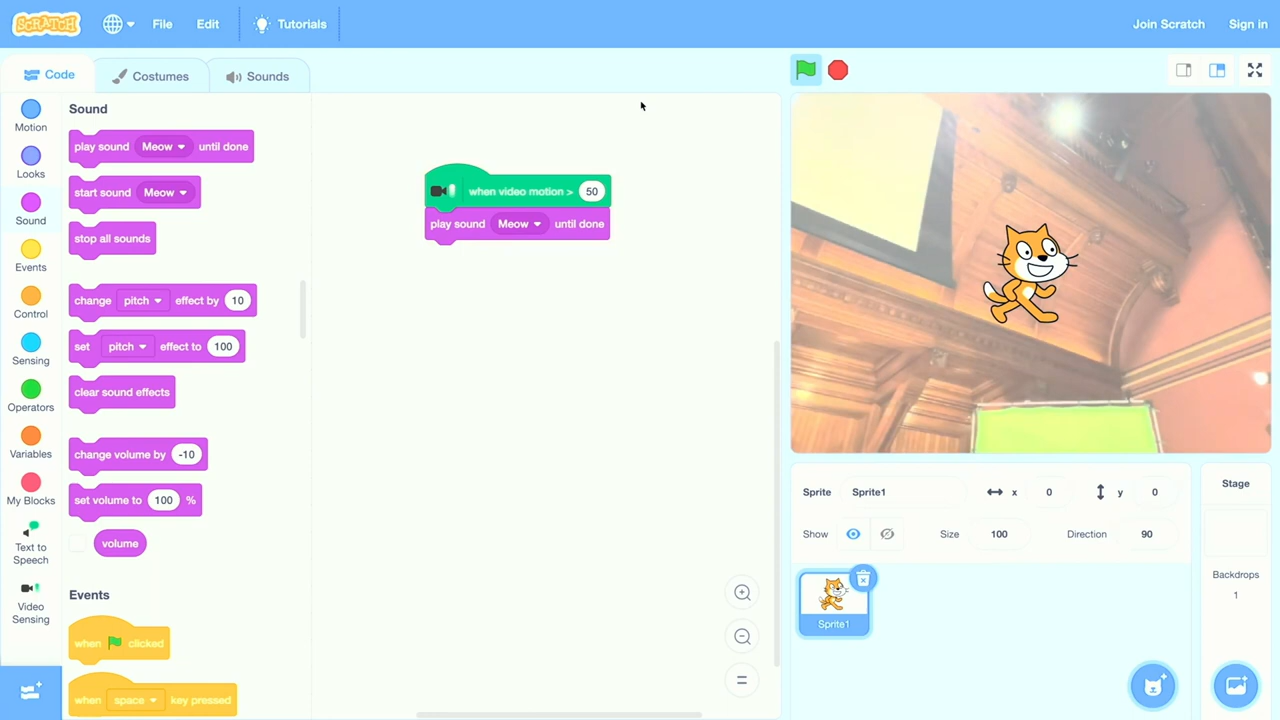 SCRATCH
File
Edit
Tutorials
Join Scratch
Sign in
Code
Costumes
Sounds
Motion
Looks
Sound
Events
Control
Sensing
Operators
Variables
My Blocks
Text to
Speech
Video
Sensing
Sound
play sound Meow until done
start sound Meow
stop all sounds
change pitch effect by 10
set pitch effect to 100
clear sound effects
change volume by -10
set volume to 100 %
volume
Events
when clicked
when space key pressed
when video motion > 50
play sound Meow until done
Sprite Sprite1 x 0 y 0
Show Size 100 Direction 90
Sprite1
Stage
Backdrops
1